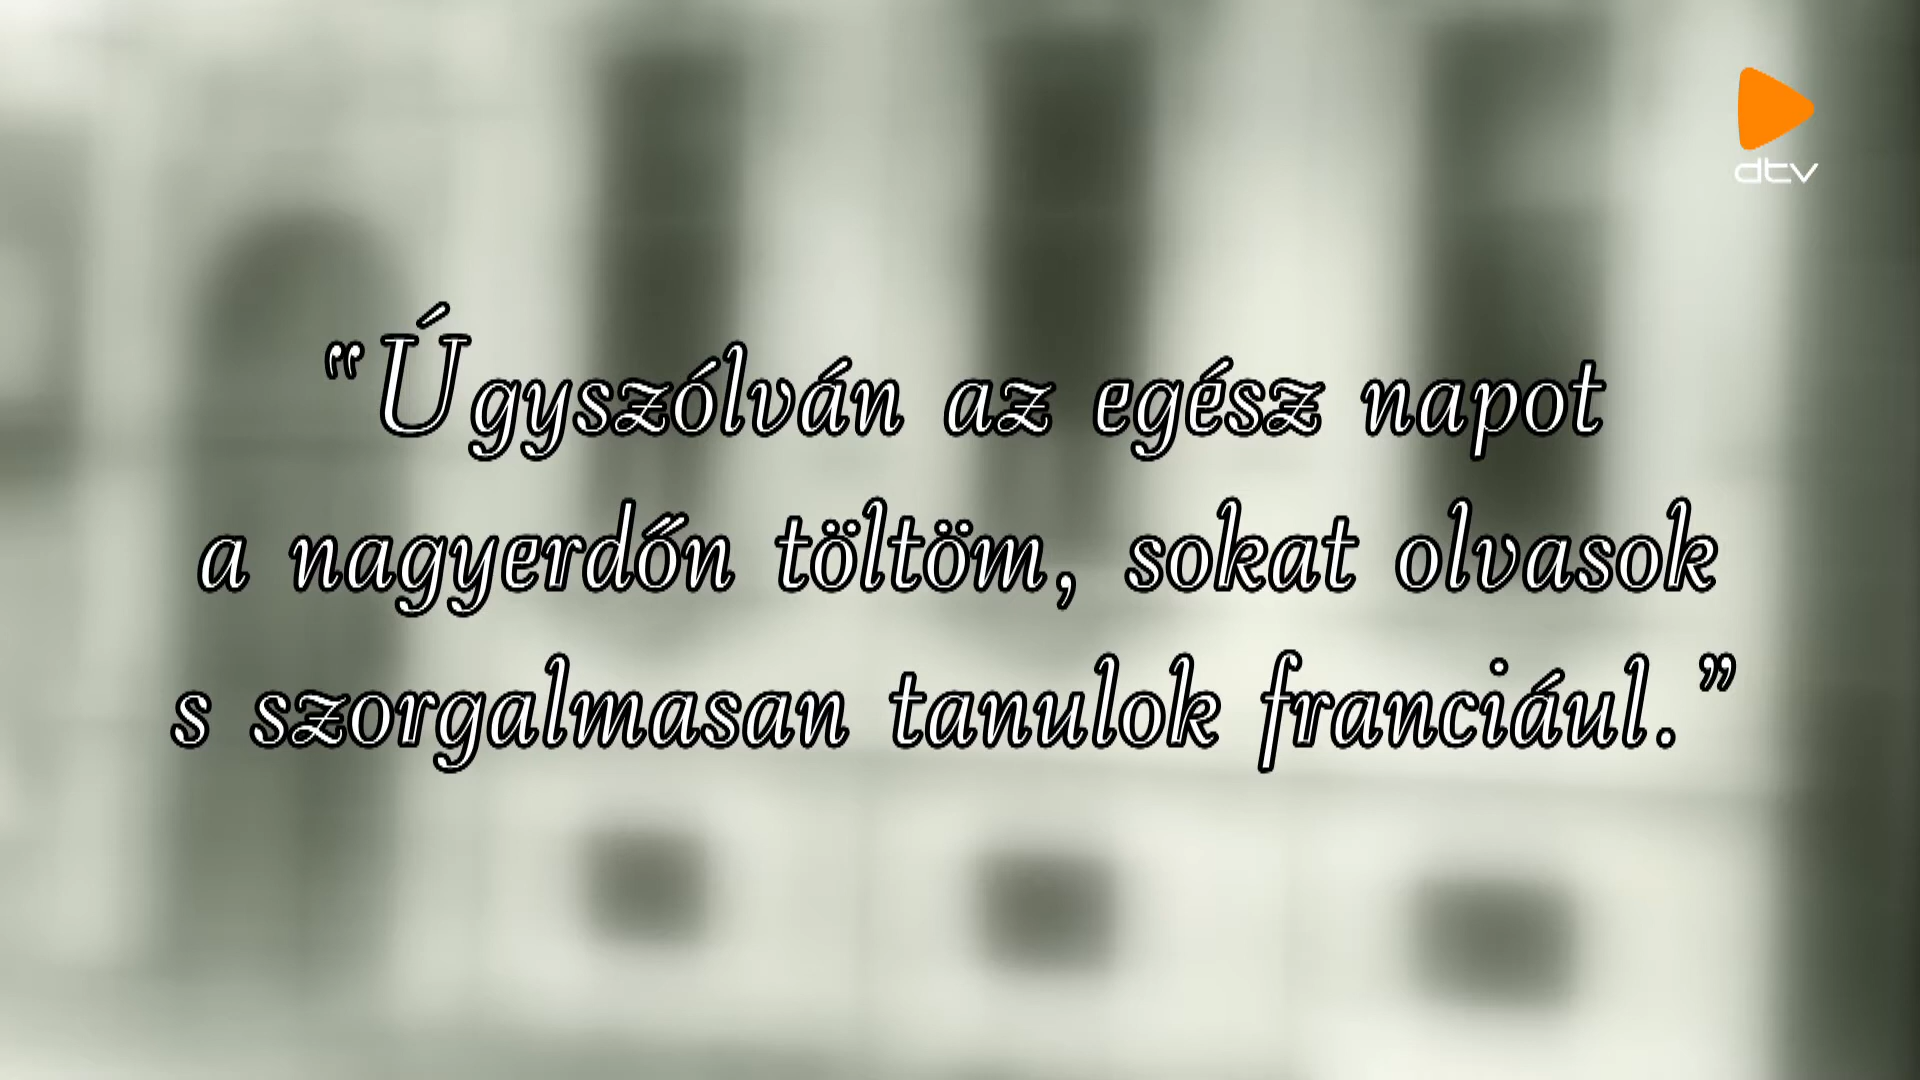 dtv
“Úgyszólván az egész napot
a nagyerdőn töltöm, sokat olvasok
s szorgalmasan tanulok franciául.”